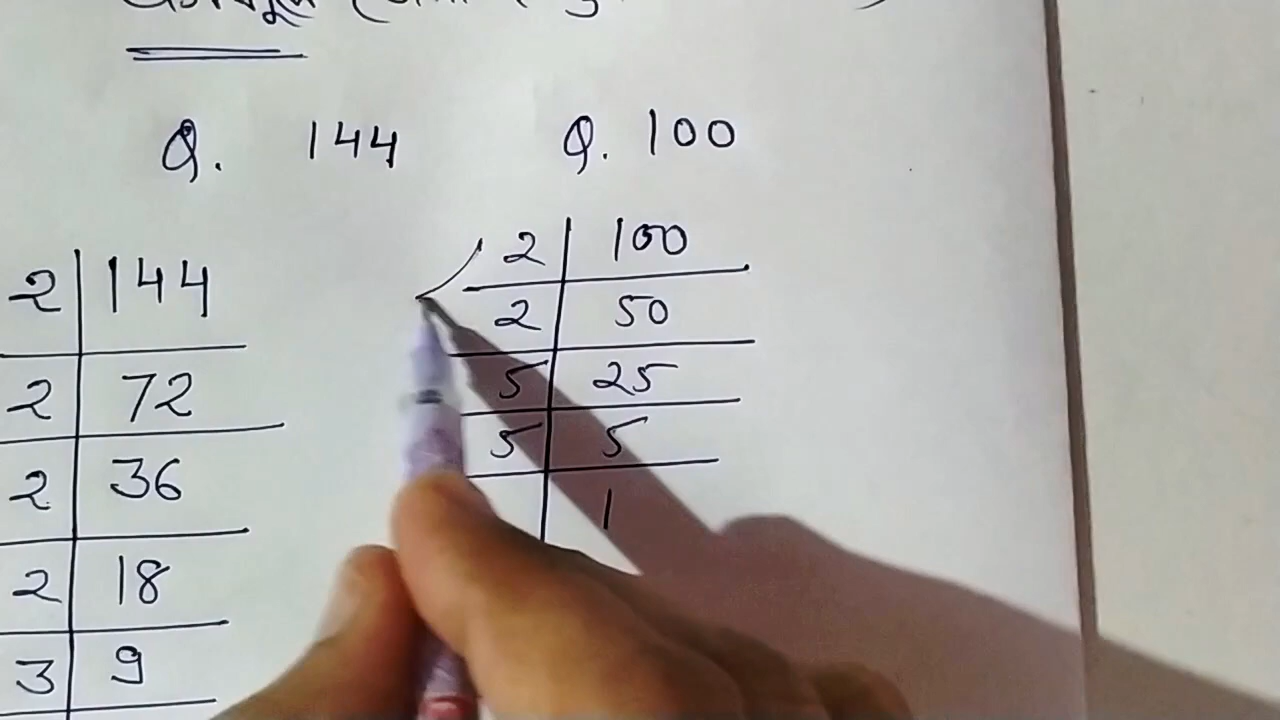 Q. 144
Q. 100
2 | 144
2 | 72
2 | 36
2 | 18
3 | 9
2 | 100
2 | 50
5 | 25
5 | 5
1